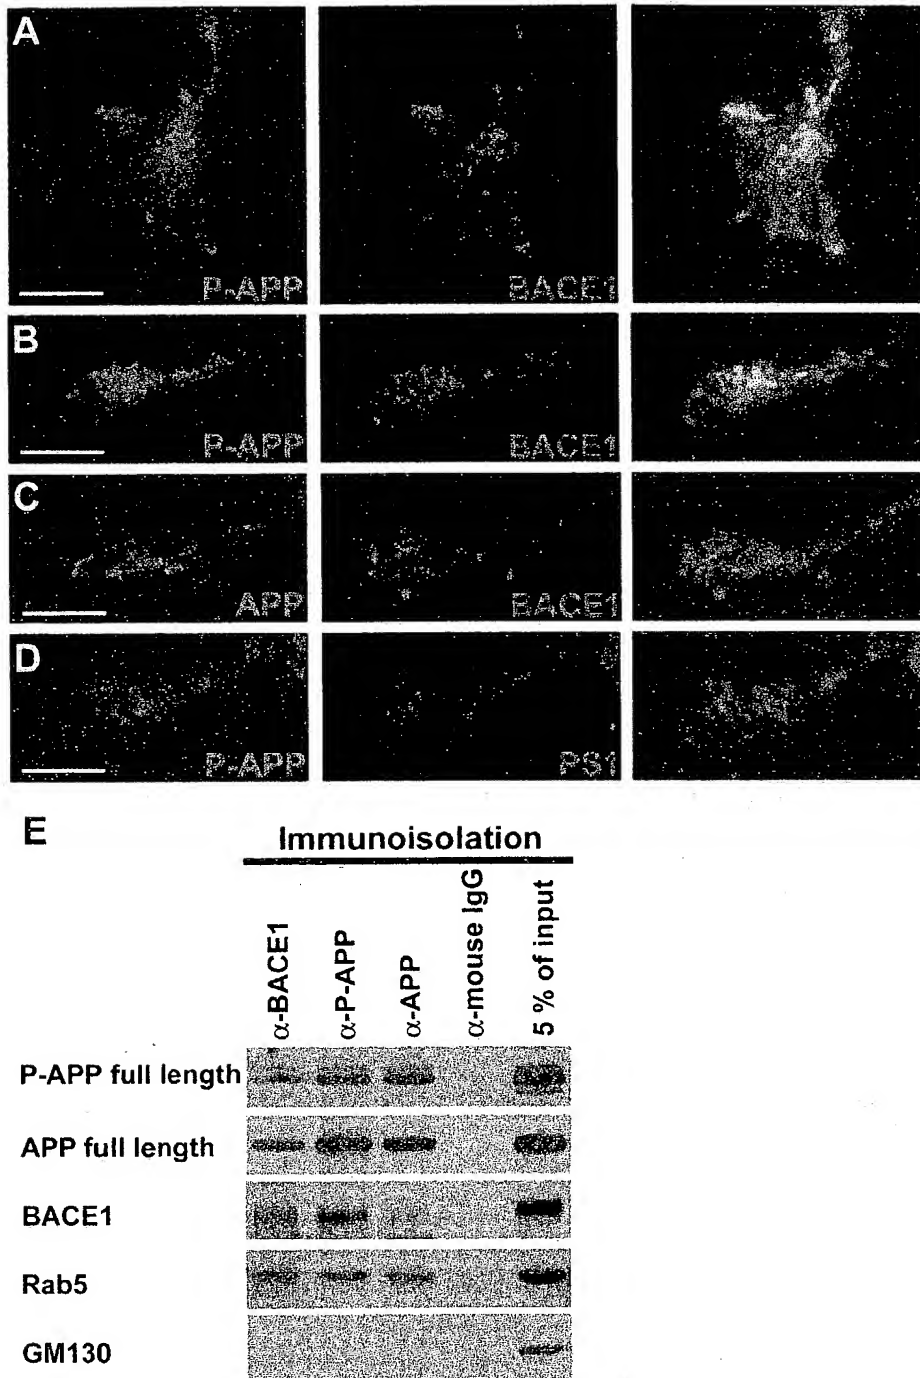 A
P-APP BACE1
B
P-APP BACE1
C
APP BACE1
D
P-APP PS1
E
Immunoisolation
α-BACE1
α-P-APP
α-APP
α-mouse IgG
5 % of input
P-APP full length
APP full length
BACE1
Rab5
GM130